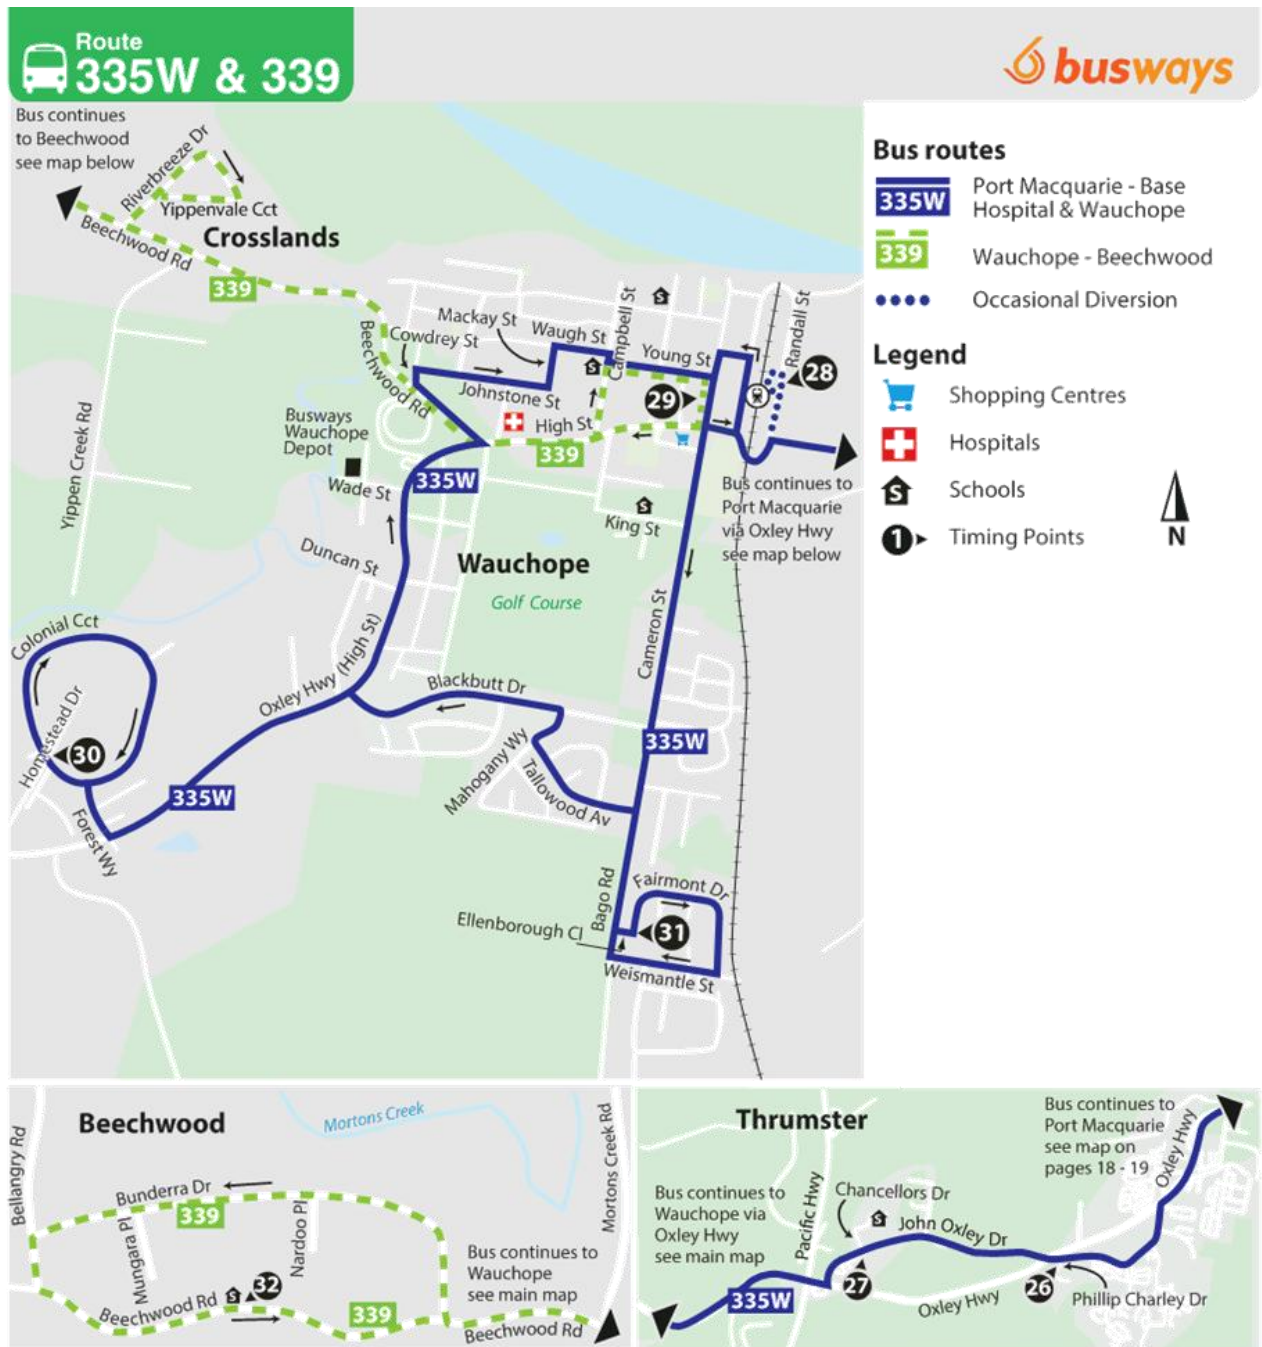 Route
335W & 339
busways
Bus continues
to Beechwood
see map below
Riverbreeze Dr
Yippenvale Cct
Beechwood Rd
Crosslands
339
Mackay St
Cowdrey St
Waugh St
Campbell St
Young St
Randall St
28
Beechwood Rd
Johnstone St
29
High St
339
Busways
Wauchope
Depot
335W
Wade St
Yippen Creek Rd
King St
Bus continues to
Port Macquarie
via Oxley Hwy
see map below
Duncan St
Wauchope
Golf Course
Colonial Cct
Cameron St
Oxley Hwy (High St)
Blackbutt Dr
Homestead Dr
30
335W
335W
Mahogany Wy
Tallowood Av
Forest Wy
Bago Rd
Fairmont Dr
Ellenborough Cl
31
Weismantle St
Bus routes
335W
Port Macquarie - Base
Hospital & Wauchope
339
Wauchope - Beechwood
Occasional Diversion
Legend
Shopping Centres
Hospitals
S
Schools
1
Timing Points
N
Beechwood
Mortons Creek
Bellangry Rd
Mortons Creek Rd
Bunderra Dr
339
Mungara Pl
Nardoo Pl
Bus continues to
Wauchope
see main map
32
Beechwood Rd
339
Beechwood Rd
Thrumster
Bus continues to
Port Macquarie
see map on
pages 18 - 19
Oxley Hwy
Pacific Hwy
Chancellors Dr
Bus continues to
Wauchope via
Oxley Hwy
see main map
John Oxley Dr
27
26
335W
Oxley Hwy
Phillip Charley Dr